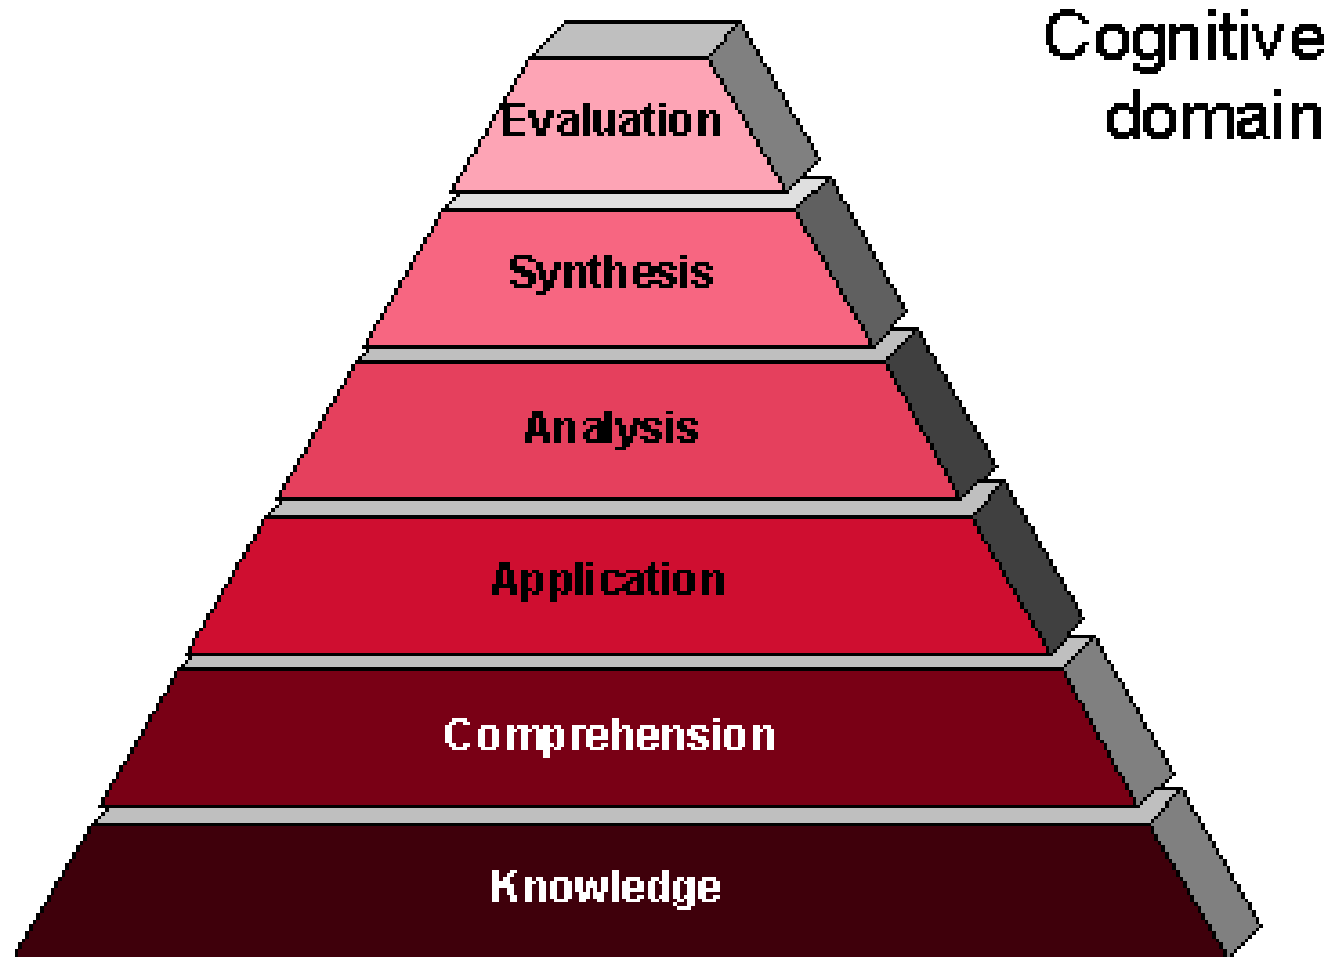 Cognitive
domain
Evaluation
Synthesis
Analysis
Application
Comprehension
Knowledge